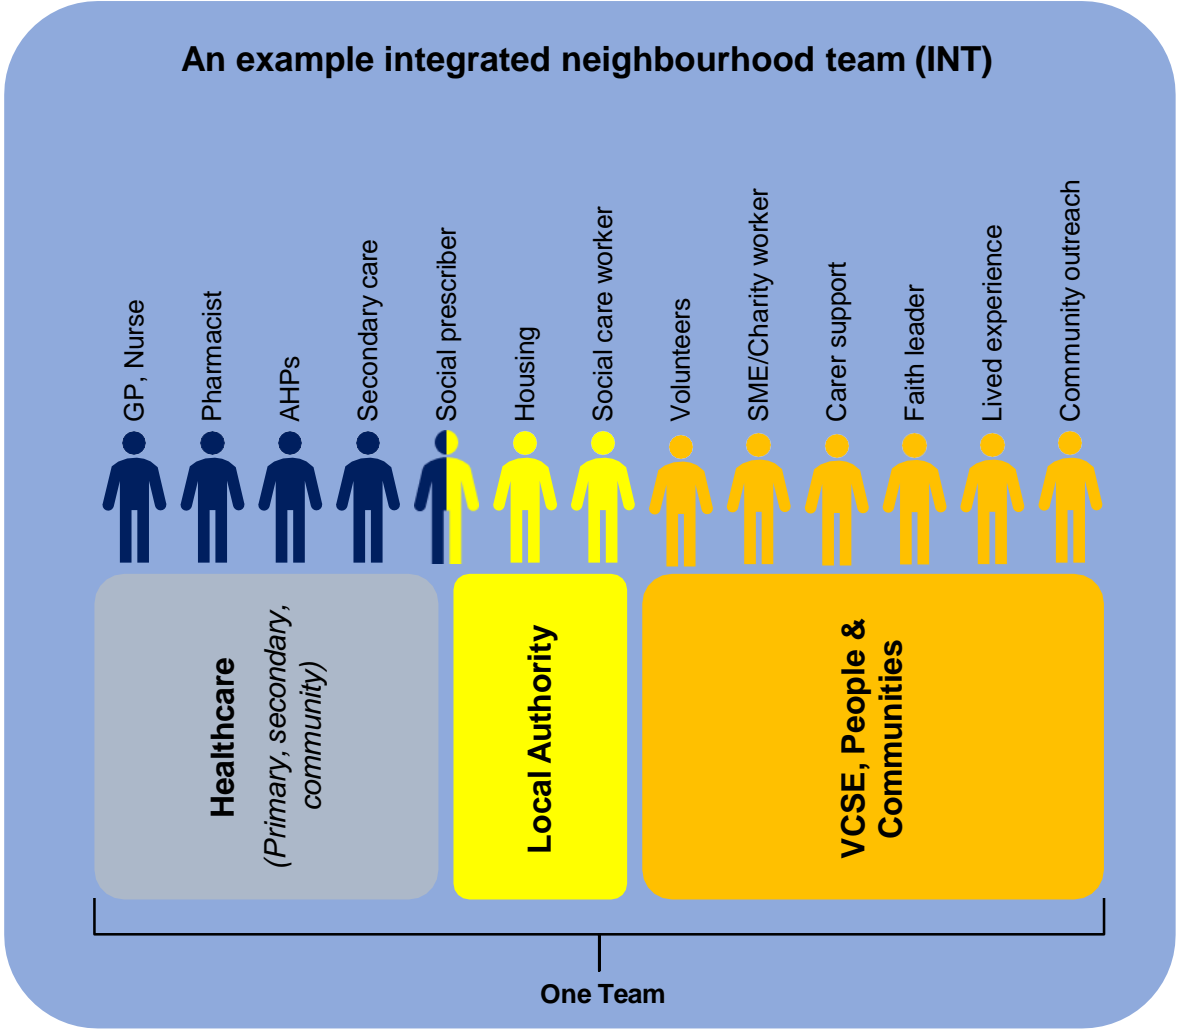 An example integrated neighbourhood team (INT)
GP, Nurse
Pharmacist
AHPs
Secondary care
Social prescriber
Housing
Social care worker
Volunteers
SME/Charity worker
Carer support
Faith leader
Lived experience
Community outreach
Healthcare
(Primary, secondary,
community)
Local Authority
VCSE, People &
Communities
One Team